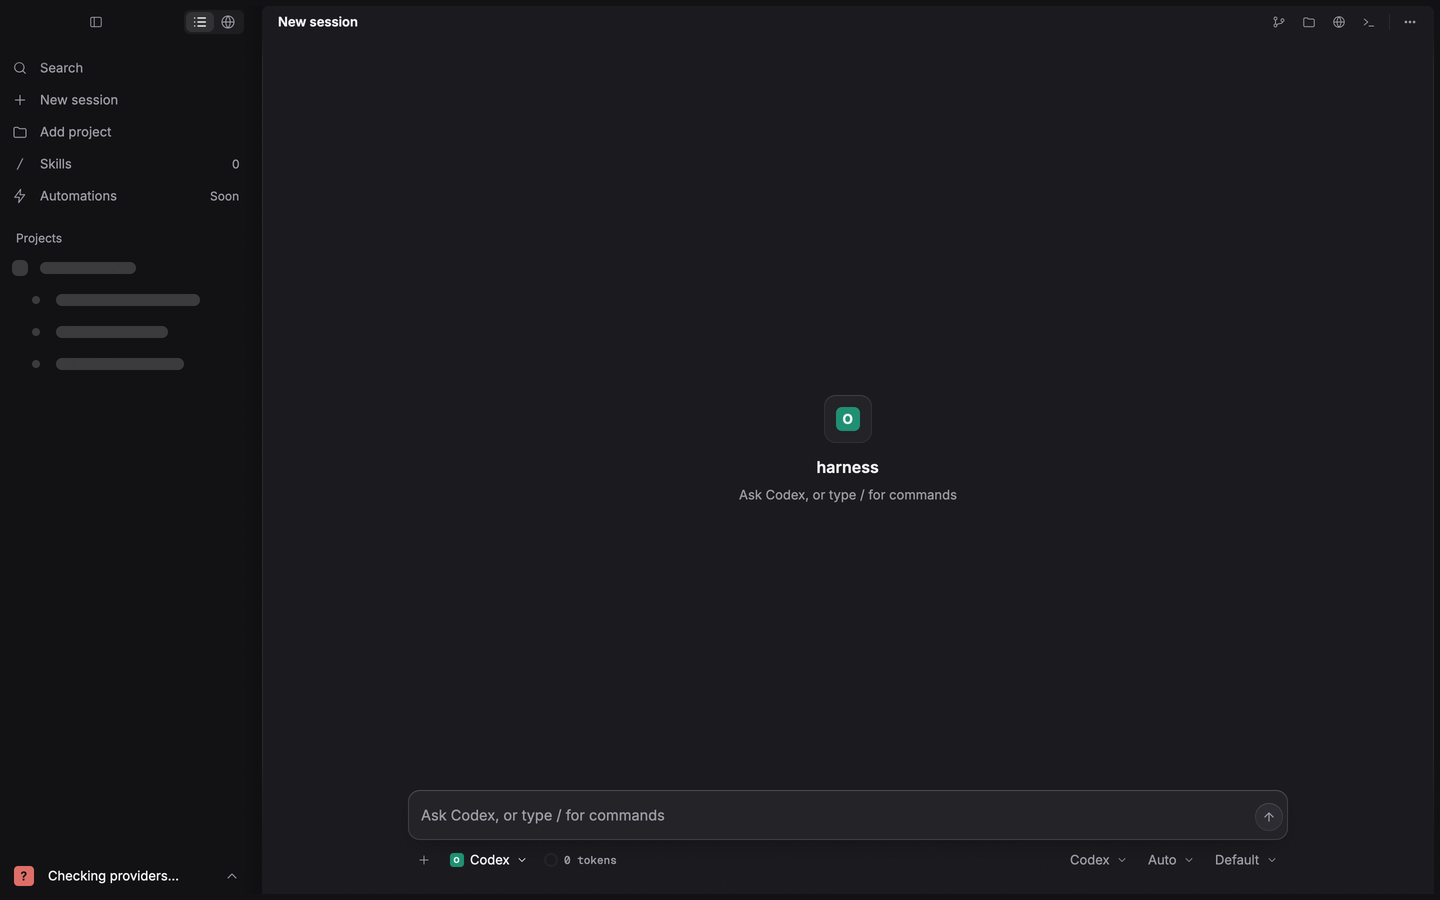 New session
Search
New session
Add project
/ Skills 0
Automations Soon
Projects
O
harness
Ask Codex, or type / for commands
Ask Codex, or type / for commands
O Codex 0 tokens
Codex Auto Default
? Checking providers...